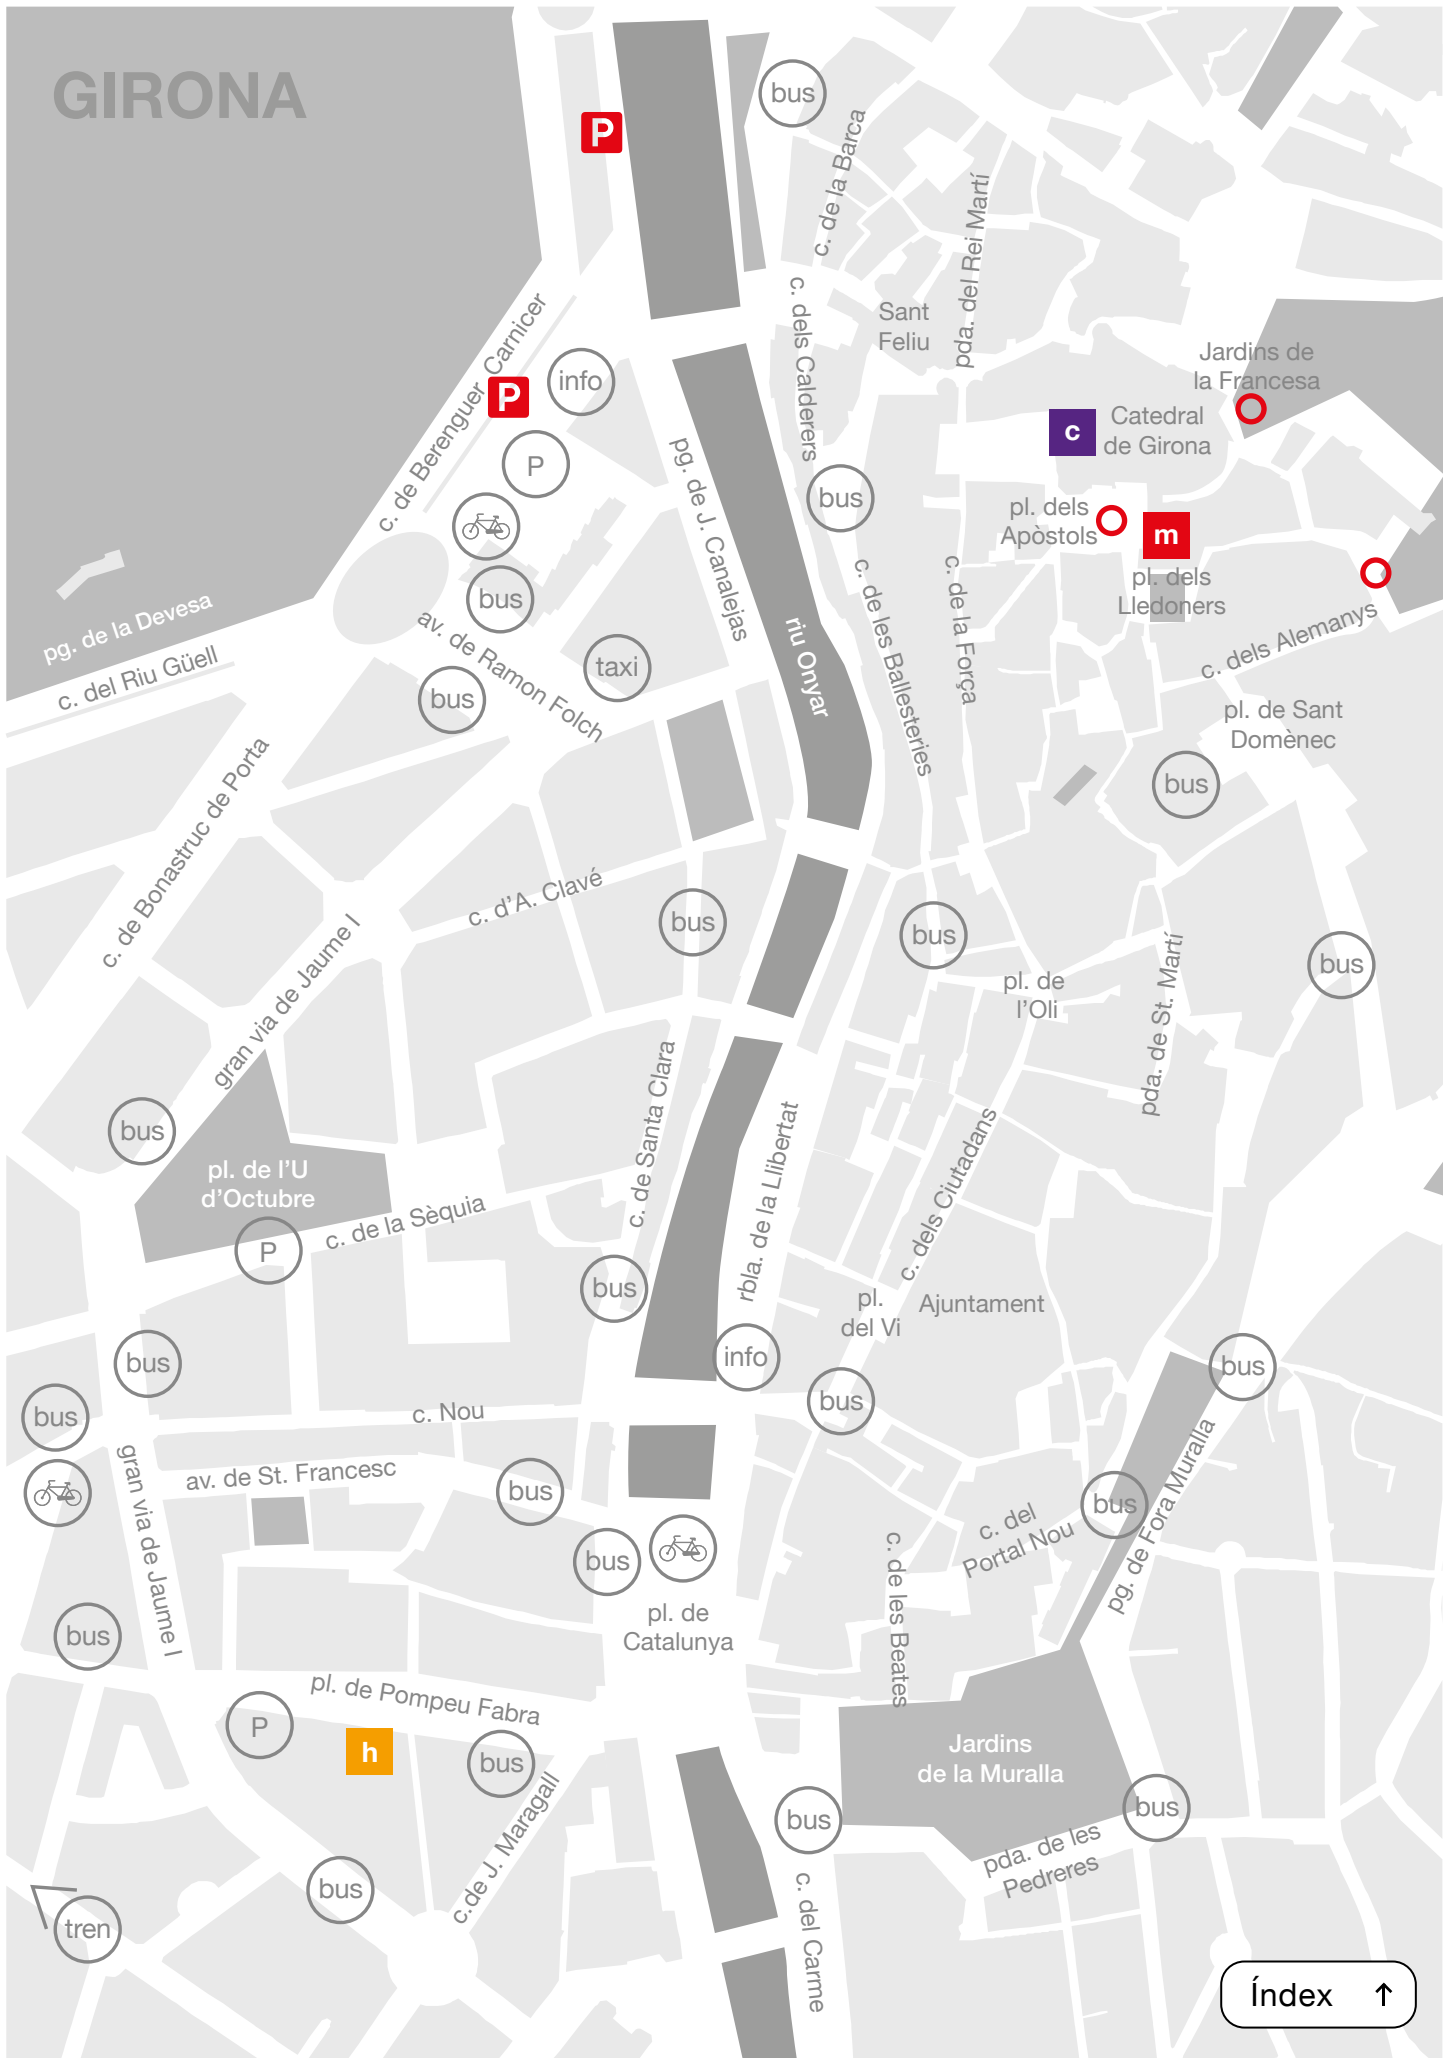 GIRONA
P
bus
c. de la Barca
pda. del Rei Martí
c. dels Calderers
Sant
Feliu
Jardins de
la Francesa
c. de Berenguer Carnicer
P
info
c
Catedral
de Girona
P
pg. de J. Canalejas
bus
pl. dels
Apòstols
m
pl. dels
Lledoners
bus
pg. de la Devesa
c. del Riu Güell
av. de Ramon Folch
taxi
bus
riu Onyar
c. de les Ballesteries
c. de la Força
c. dels Alemanys
pl. de Sant
Domènec
bus
c. de Bonastruc de Porta
c. d'A. Clavé
bus
bus
bus
gran via de Jaume I
pl. de
l'Oli
pda. de St. Martí
bus
pl. de l'U
d'Octubre
c. de Santa Clara
rbla. de la Llibertat
c. dels Ciutadans
P
c. de la Sèquia
bus
pl.
del Vi
Ajuntament
bus
info
bus
bus
bus
c. Nou
gran via de Jaume I
av. de St. Francesc
bus
bus
c. del
Portal Nou
pg. de Fora Muralla
bus
c. de les Beates
bus
pl. de
Catalunya
pl. de Pompeu Fabra
P
h
bus
Jardins
de la Muralla
c.de J. Maragall
bus
bus
pda. de les
Pedreres
bus
tren
c. del Carme
Índex ↑